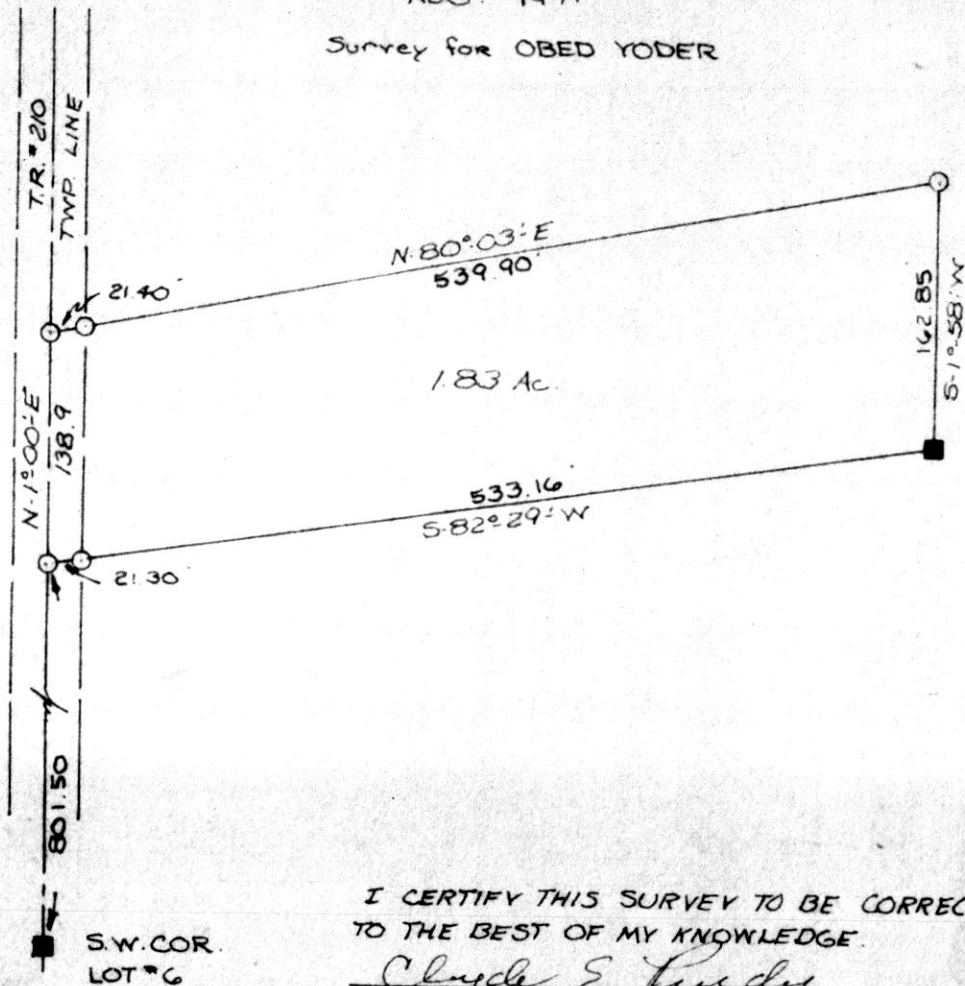 Survey for OBED YODER
T.R. #210
TWP. LINE
N-80°-03'-E
539.90'
21.40'
162.85
S-1°-58'-W
1.83 Ac.
N-1°-00'-E
138.9
533.16'
S-82°-29'-W
21.30'
801.50
I CERTIFY THIS SURVEY TO BE CORREC
TO THE BEST OF MY KNOWLEDGE.
S.W. COR.
LOT #6
Clyde S.